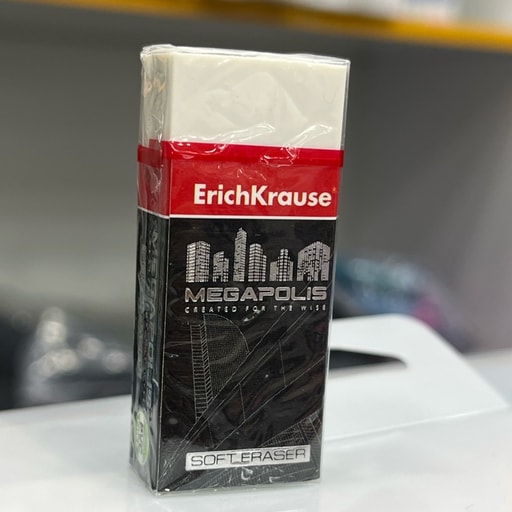 ErichKrause
MEGAPOLIS
CREATED FOR THE WISE
SOFT ERASER